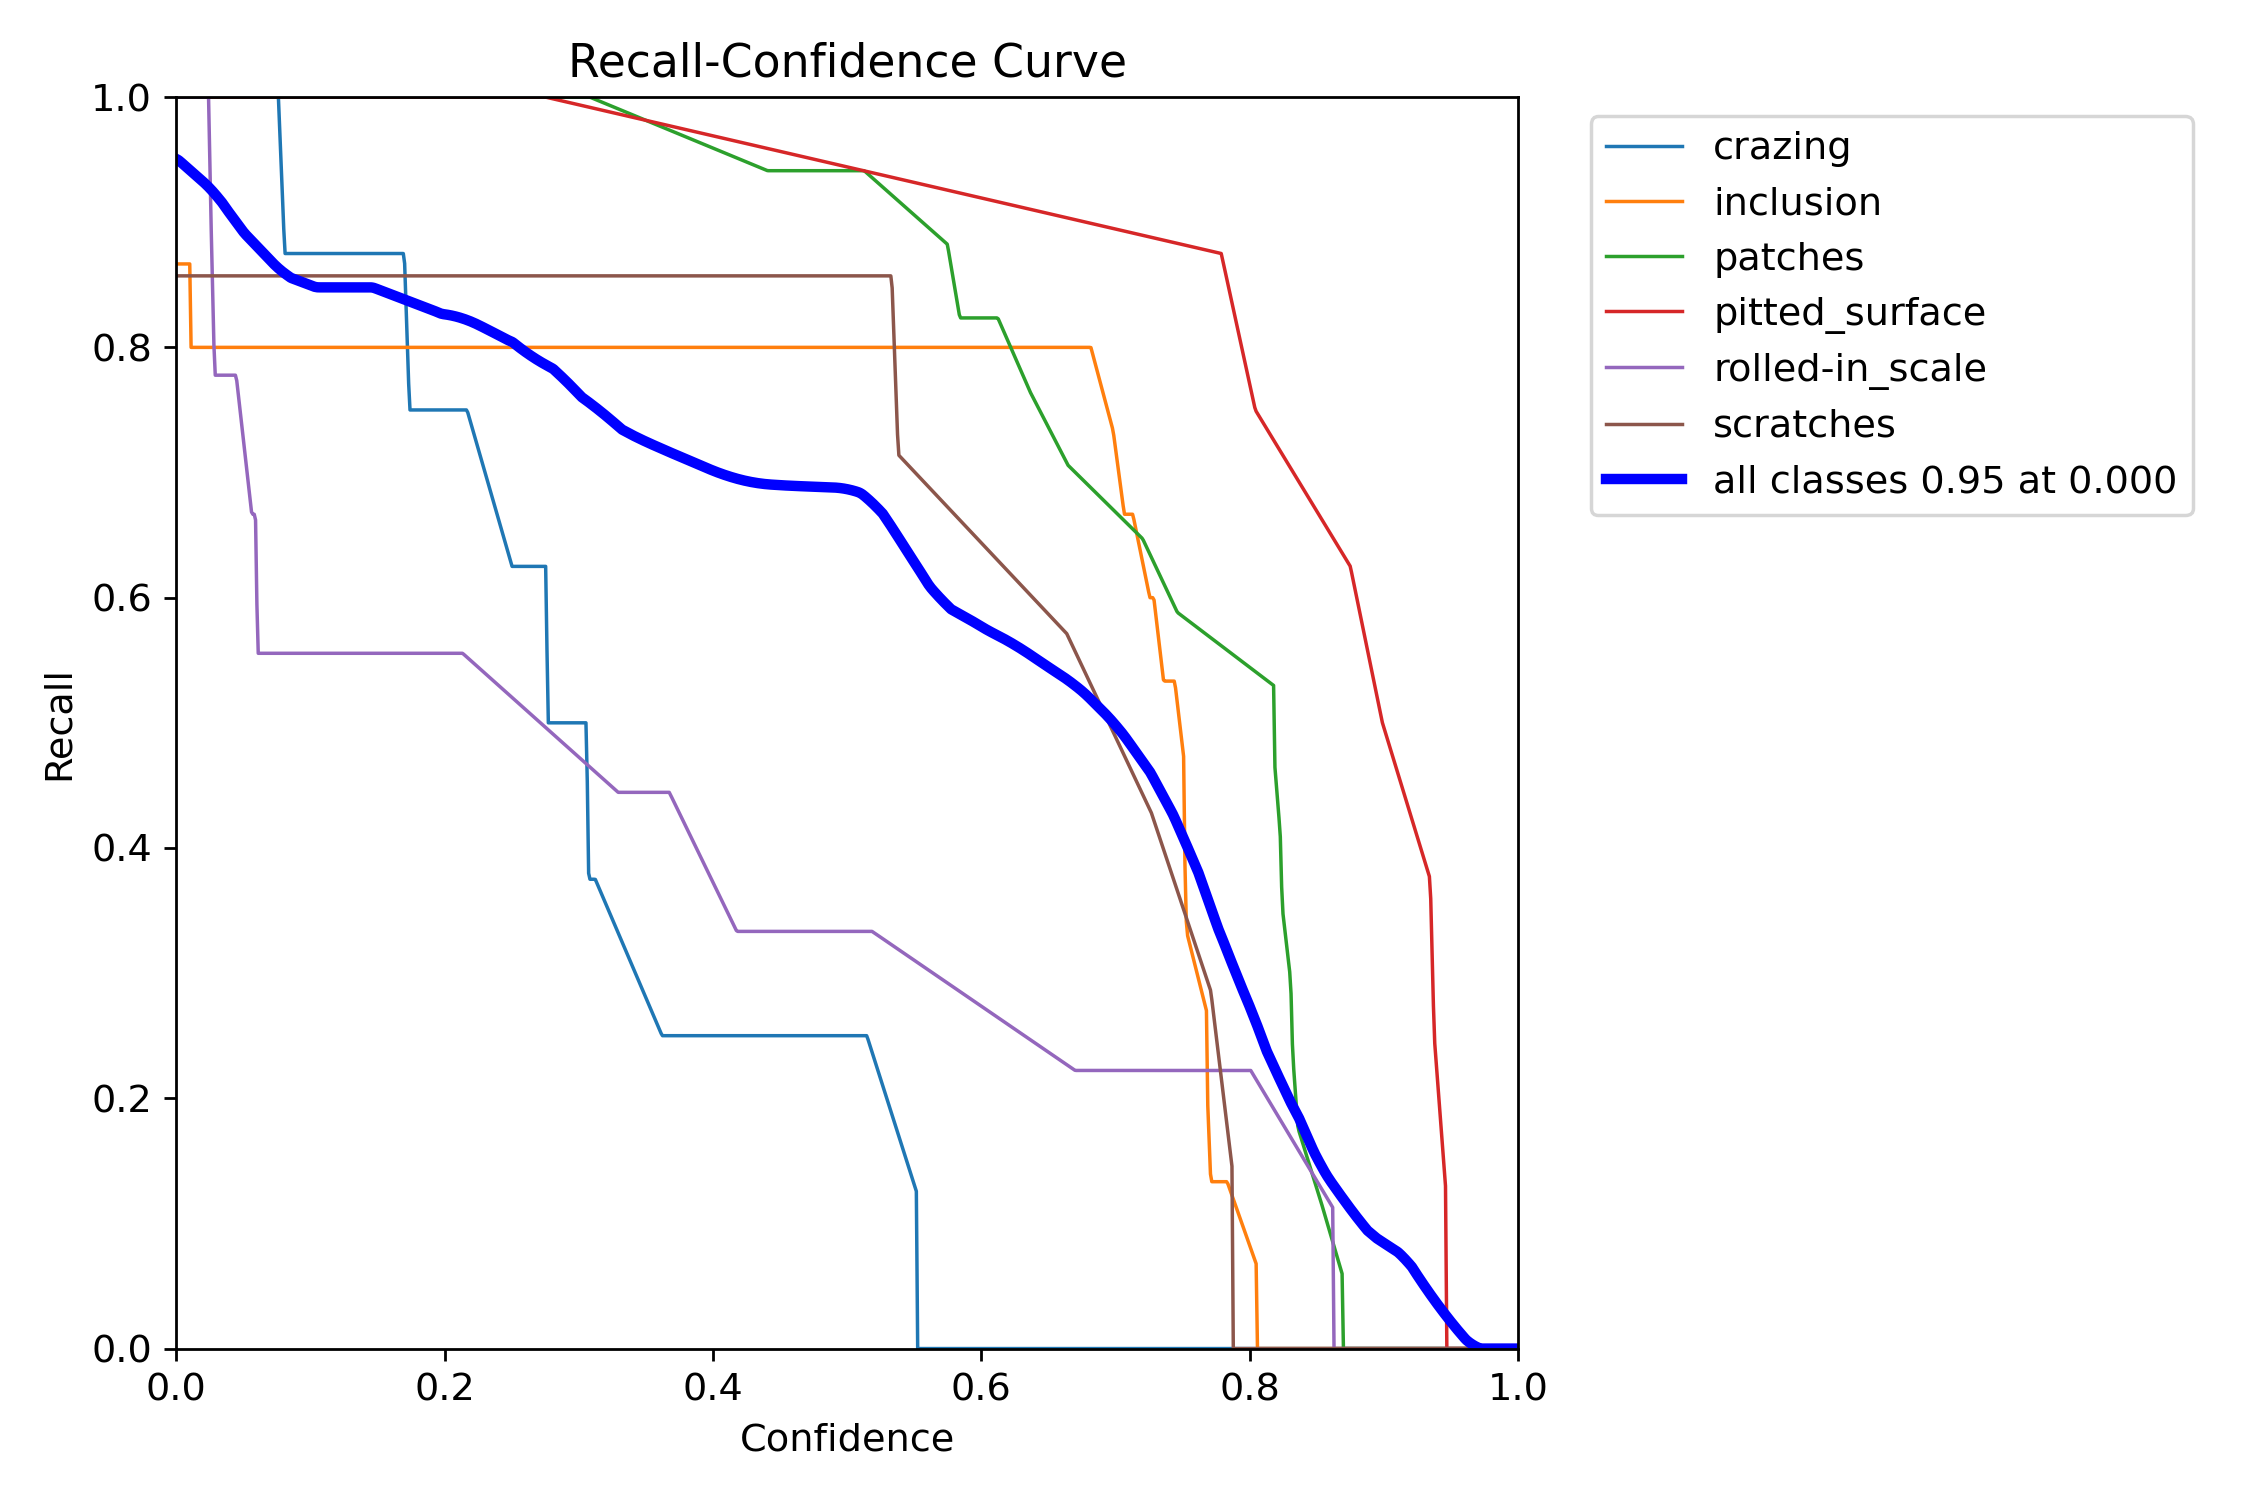 Recall-Confidence Curve
1.0
0.8
0.6
0.4
0.2
0.0
Recall
0.0 0.2 0.4 0.6 0.8 1.0
Confidence
crazing
inclusion
patches
pitted_surface
rolled-in_scale
scratches
all classes 0.95 at 0.000